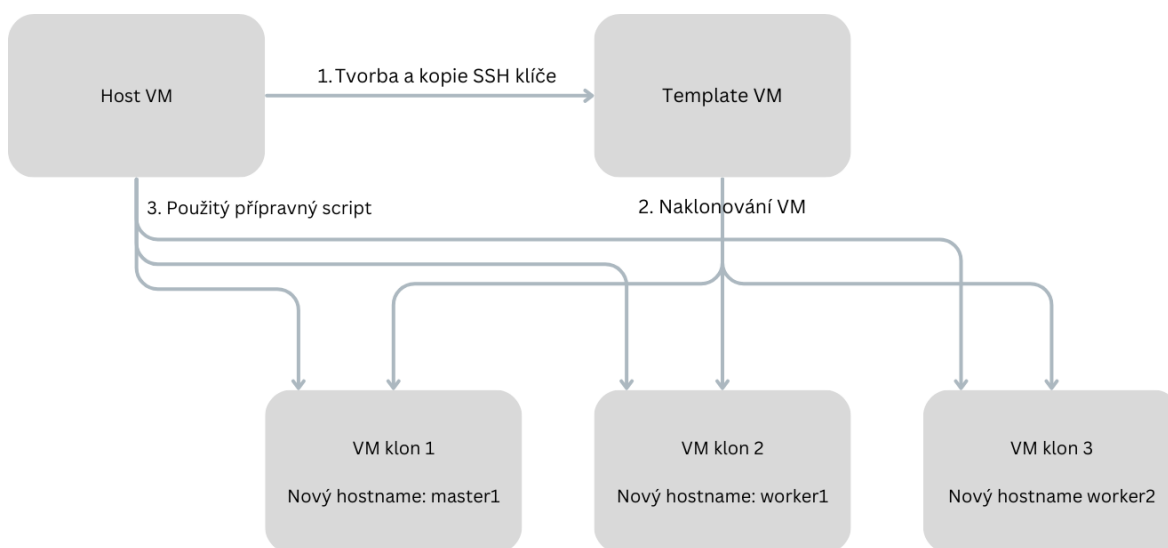 Host VM
1. Tvorba a kopie SSH klíče
Template VM
3. Použitý přípravný script
2. Naklonování VM
VM klon 1
Nový hostname: master1
VM klon 2
Nový hostname: worker1
VM klon 3
Nový hostname worker2